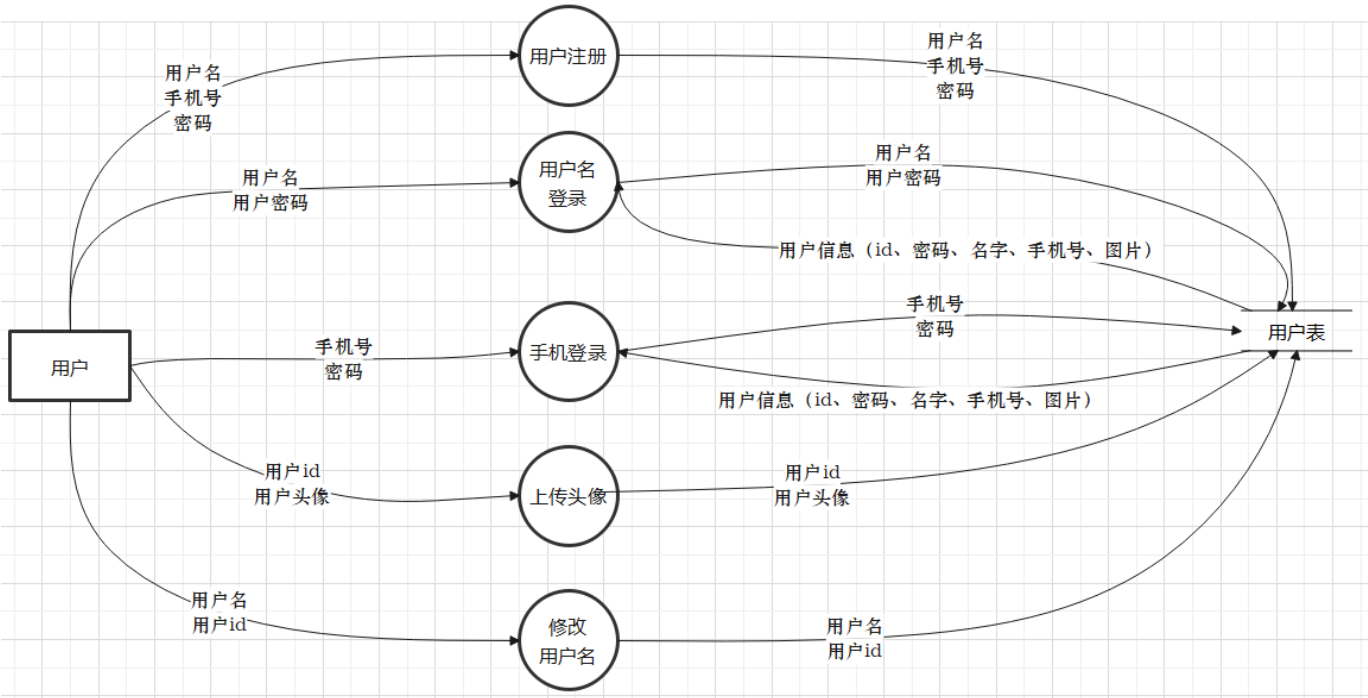 用户注册
用户名
手机号
密码
用户名
手机号
密码
用户名
登录
用户名
用户密码
用户名
用户密码
用户信息（id、密码、名字、手机号、图片）
手机号
密码
用户表
用户
手机号
密码
手机登录
用户信息（id、密码、名字、手机号、图片）
用户id
用户头像
上传头像
用户id
用户头像
用户名
用户id
修改
用户名
用户名
用户id